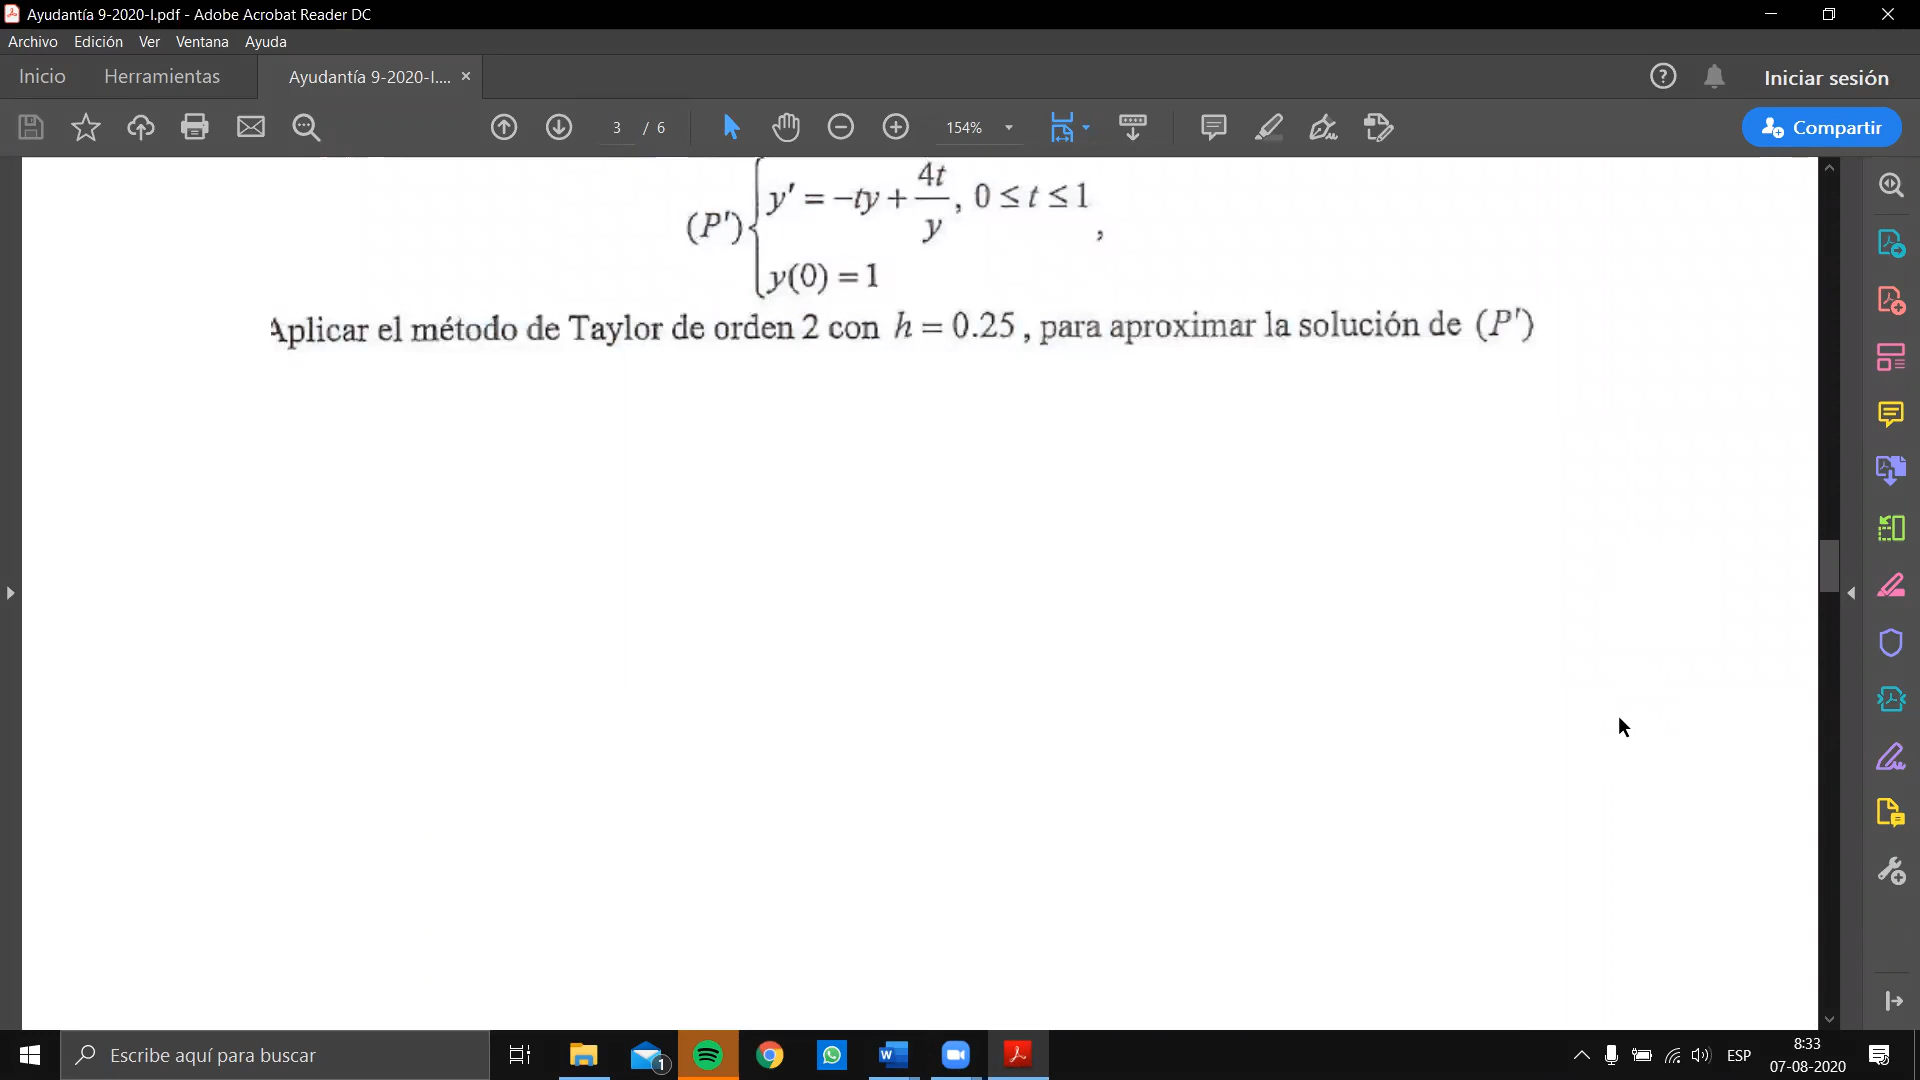 Ayudantía 9-2020-I.pdf - Adobe Acrobat Reader DC
Archivo Edición Ver Ventana Ayuda
Inicio Herramientas Ayudantía 9-2020-I.... × Iniciar sesión
3 / 6 154% Compartir
(P') { y' = -ty + 4t/y, 0 ≤ t ≤ 1
y(0) = 1 ,
Aplicar el método de Taylor de orden 2 con h = 0.25, para aproximar la solución de (P')
Escribe aquí para buscar 1 ESP 8:33
07-08-2020